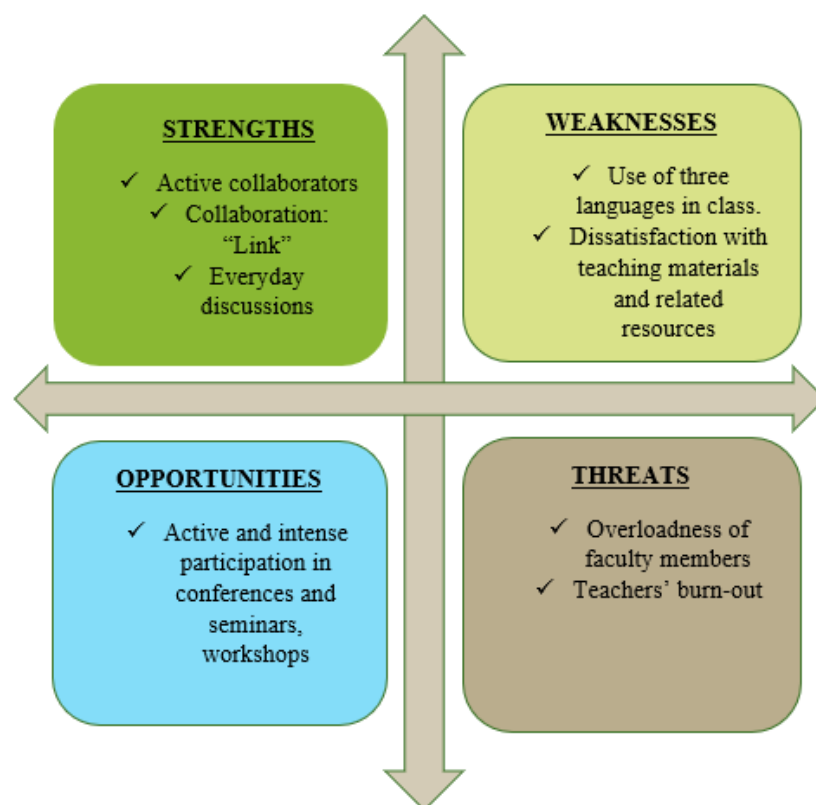 STRENGTHS
✓ Active collaborators
✓ Collaboration:
“Link”
✓ Everyday
discussions
WEAKNESSES
✓ Use of three
languages in class.
✓ Dissatisfaction with
teaching materials
and related
resources
OPPORTUNITIES
✓ Active and intense
participation in
conferences and
seminars,
workshops
THREATS
✓ Overloadness of
faculty members
✓ Teachers’ burn-out